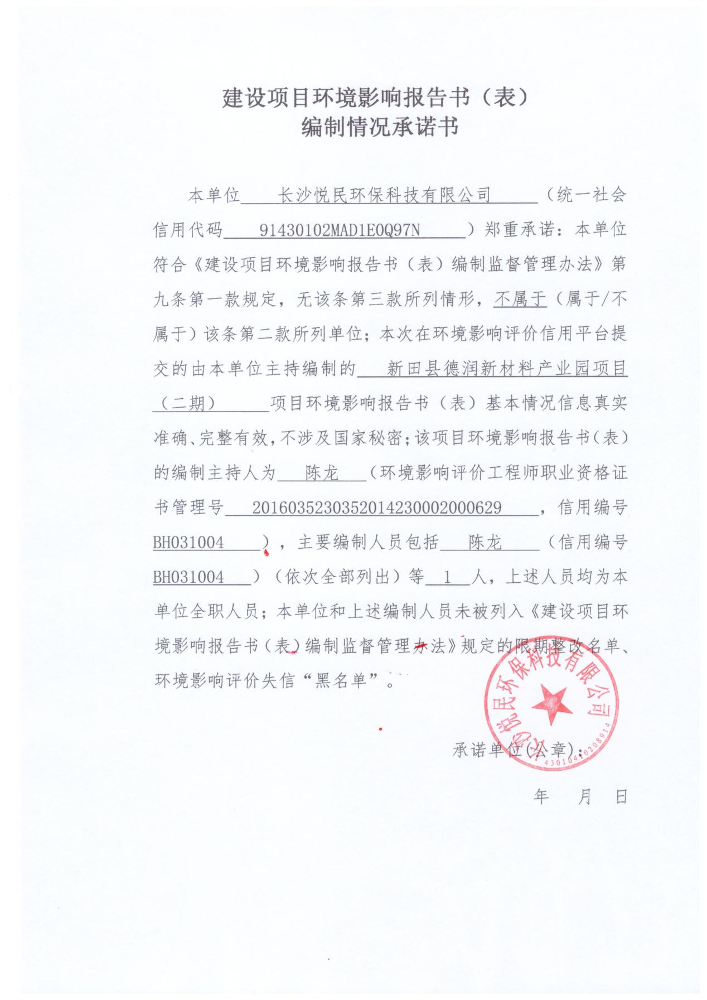 建设项目环境影响报告书（表）
编制情况承诺书
本单位 长沙悦民环保科技有限公司 （统一社会
信用代码 91430102MAD1E0Q97N ）郑重承诺：本单位
符合《建设项目环境影响报告书（表）编制监督管理办法》第
九条第一款规定，无该条第三款所列情形，不属于（属于/不
属于）该条第二款所列单位；本次在环境影响评价信用平台提
交的由本单位主持编制的 新田县德润新材料产业园项目
（二期） 项目环境影响报告书（表）基本情况信息真实
准确、完整有效，不涉及国家秘密；该项目环境影响报告书（表）
的编制主持人为 陈龙 （环境影响评价工程师职业资格证
书管理号 2016035230352014230002000629 ，信用编号
BH031004 ），主要编制人员包括 陈龙 （信用编号
BH031004 ）（依次全部列出）等 1 人，上述人员均为本
单位全职人员；本单位和上述编制人员未被列入《建设项目环
境影响报告书（表）编制监督管理办法》规定的限期整改名单、
环境影响评价失信“黑名单”。
长沙悦民环保科技有限公司
43010410208914
承诺单位(公章)：
年 月 日